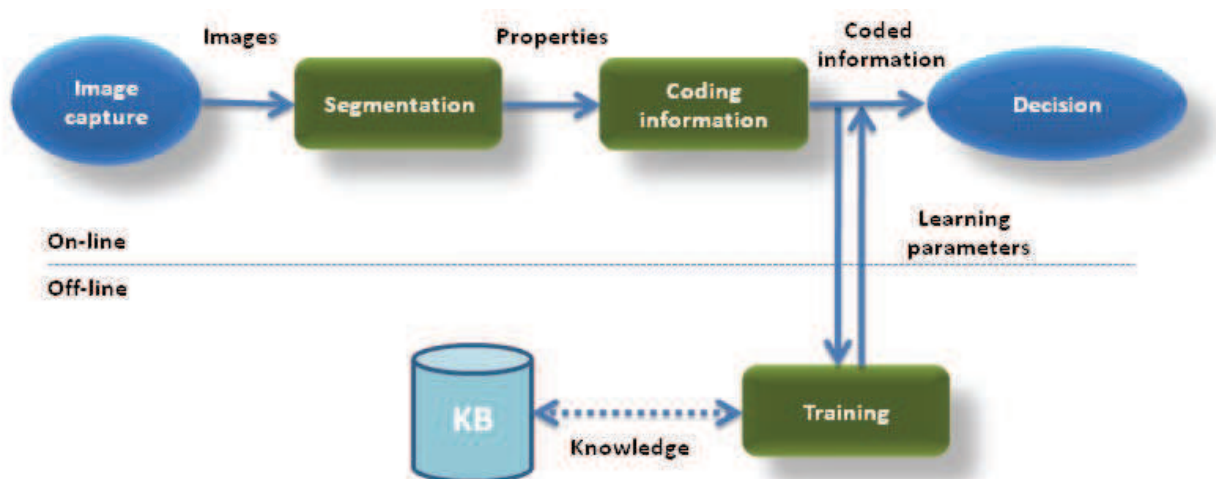 Images
Properties
Coded
information
Image
capture
Segmentation
Coding
information
Decision
Learning
parameters
On-line
Off-line
KB
Knowledge
Training